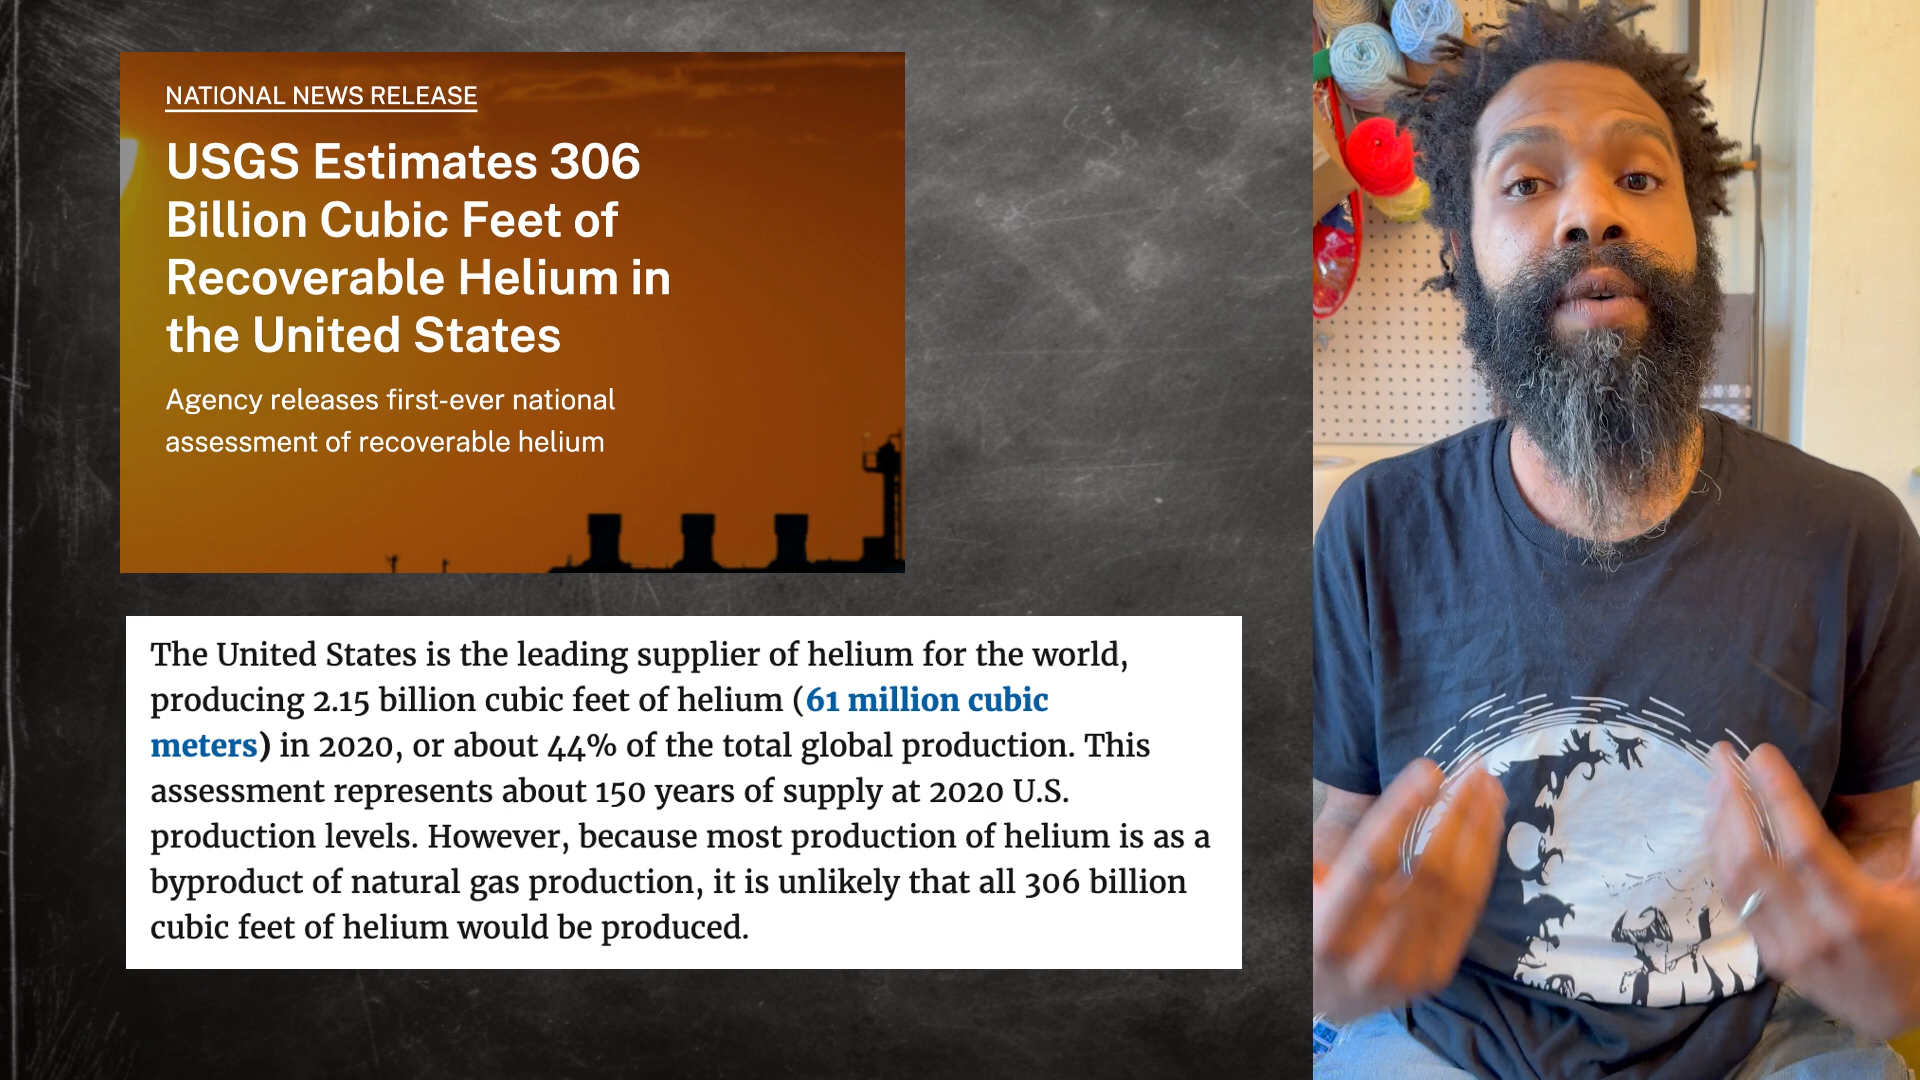 NATIONAL NEWS RELEASE
USGS Estimates 306
Billion Cubic Feet of
Recoverable Helium in
the United States
Agency releases first-ever national
assessment of recoverable helium
The United States is the leading supplier of helium for the world,
producing 2.15 billion cubic feet of helium (61 million cubic
meters) in 2020, or about 44% of the total global production. This
assessment represents about 150 years of supply at 2020 U.S.
production levels. However, because most production of helium is as a
byproduct of natural gas production, it is unlikely that all 306 billion
cubic feet of helium would be produced.